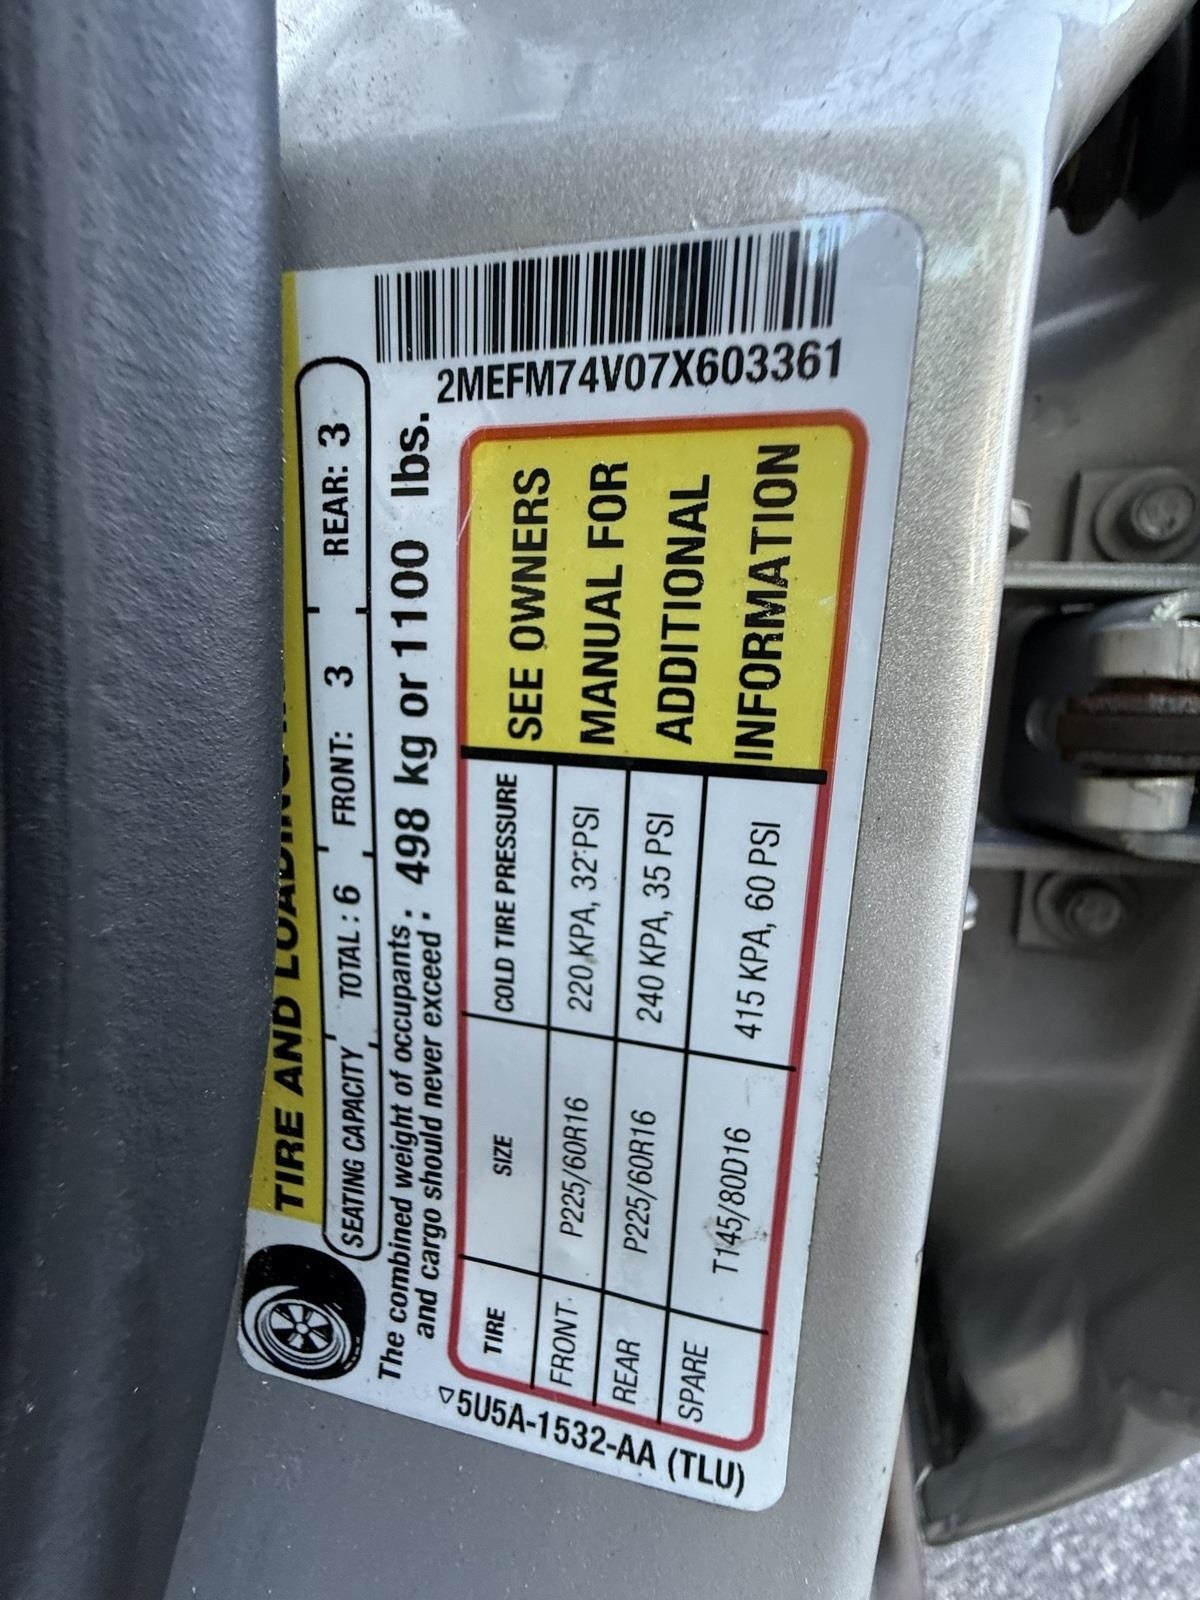 TIRE AND LOADING
SEATING CAPACITY TOTAL : 6 FRONT: 3 REAR: 3
The combined weight of occupants
and cargo should never exceed : 498 kg or 1100 lbs.
2MEFM74V07X603361
TIRE SIZE COLD TIRE PRESSURE
FRONT P225/60R16 220 KPA, 32 PSI
REAR P225/60R16 240 KPA, 35 PSI
SPARE T145/80D16 415 KPA, 60 PSI
SEE OWNERS
MANUAL FOR
ADDITIONAL
INFORMATION
5U5A-1532-AA (TLU)